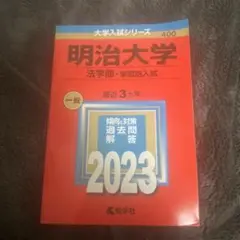 大学入試シリーズ
400
明治大学
法学部-学部別入試
最近3ヵ年
一般
傾向と対策
過去問
解答
2023
教学社